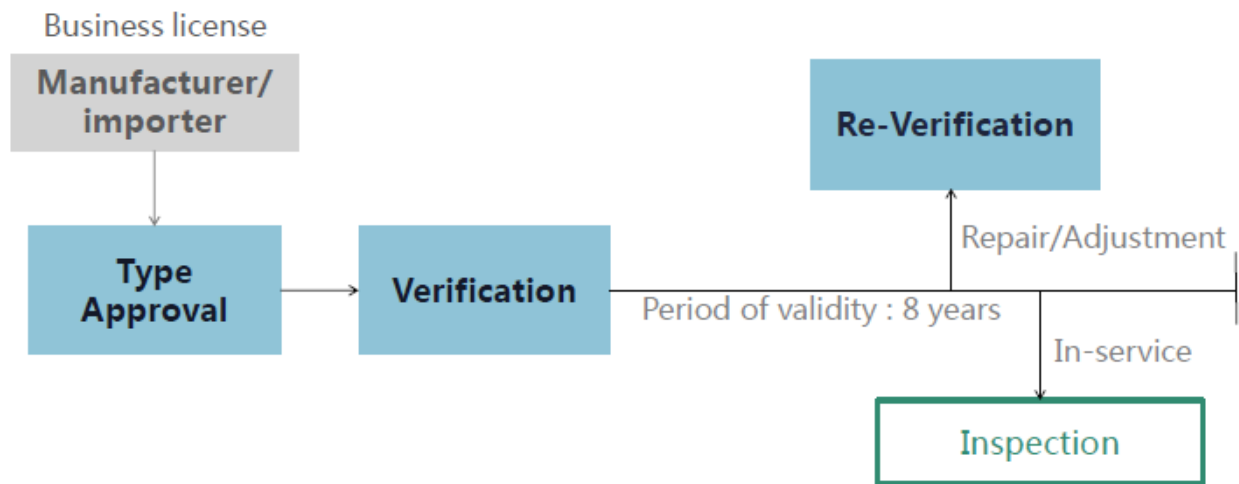 Business license
Manufacturer/
importer
Re-Verification
Repair/Adjustment
Type
Approval
Verification
Period of validity : 8 years
In-service
Inspection